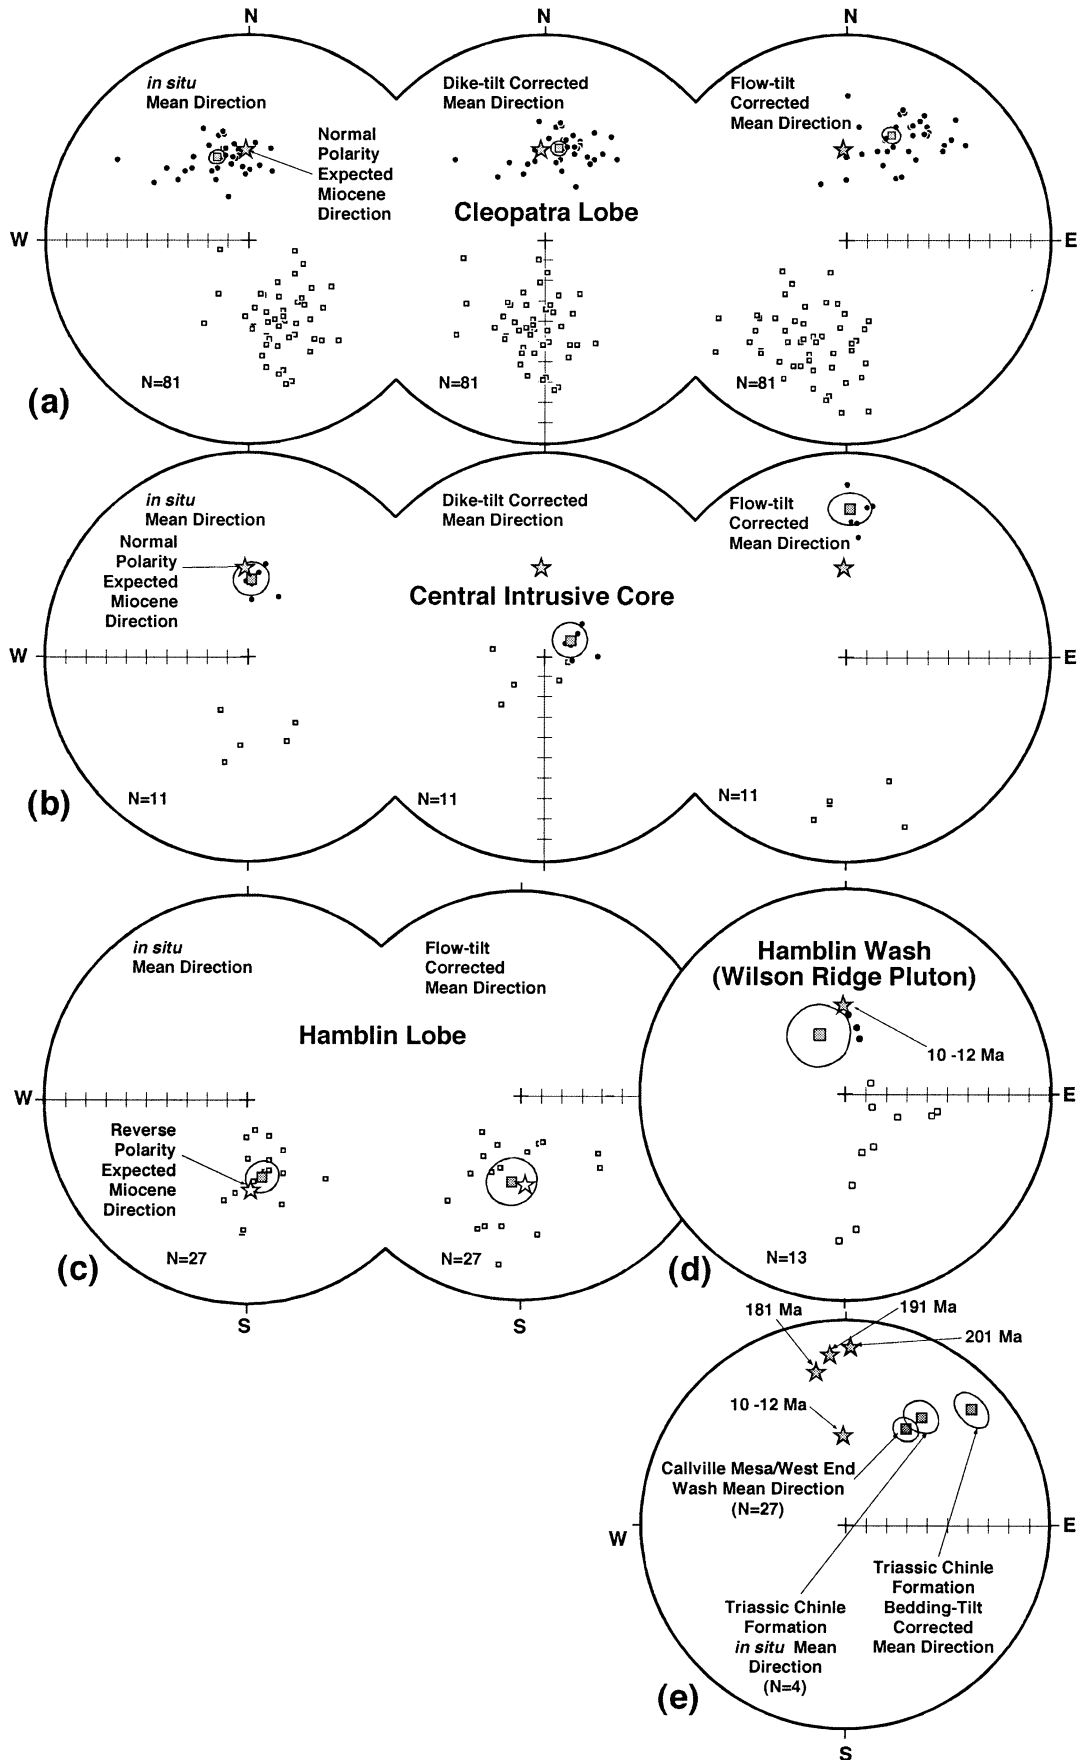 N
N
N
in situ
Mean Direction
Dike-tilt Corrected
Mean Direction
Flow-tilt
Corrected
Mean Direction
Normal
Polarity
Expected
Miocene
Direction
Cleopatra Lobe
W
E
N=81
N=81
N=81
(a)
in situ
Mean Direction
Dike-tilt Corrected
Mean Direction
Flow-tilt
Corrected
Mean Direction
Normal
Polarity
Expected
Miocene
Direction
Central Intrusive Core
W
E
N=11
N=11
N=11
(b)
in situ
Mean Direction
Flow-tilt
Corrected
Mean Direction
Hamblin Wash
(Wilson Ridge Pluton)
Hamblin Lobe
10 -12 Ma
W
E
Reverse
Polarity
Expected
Miocene
Direction
N=27
N=27
N=13
(c)
(d)
S
S
181 Ma
191 Ma
201 Ma
10 -12 Ma
Callville Mesa/West End
Wash Mean Direction
(N=27)
W
E
Triassic Chinle
Formation
Bedding-Tilt
Corrected
Mean Direction
Triassic Chinle
Formation
in situ Mean
Direction
(N=4)
(e)
S